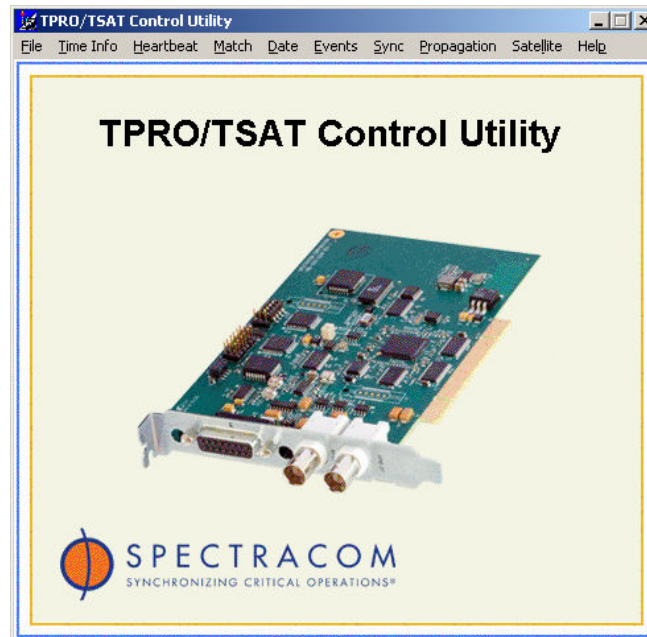 TPRO/TSAT Control Utility
File Time Info Heartbeat Match Date Events Sync Propagation Satellite Help
TPRO/TSAT Control Utility
SPECTRACOM
SYNCHRONIZING CRITICAL OPERATIONS®